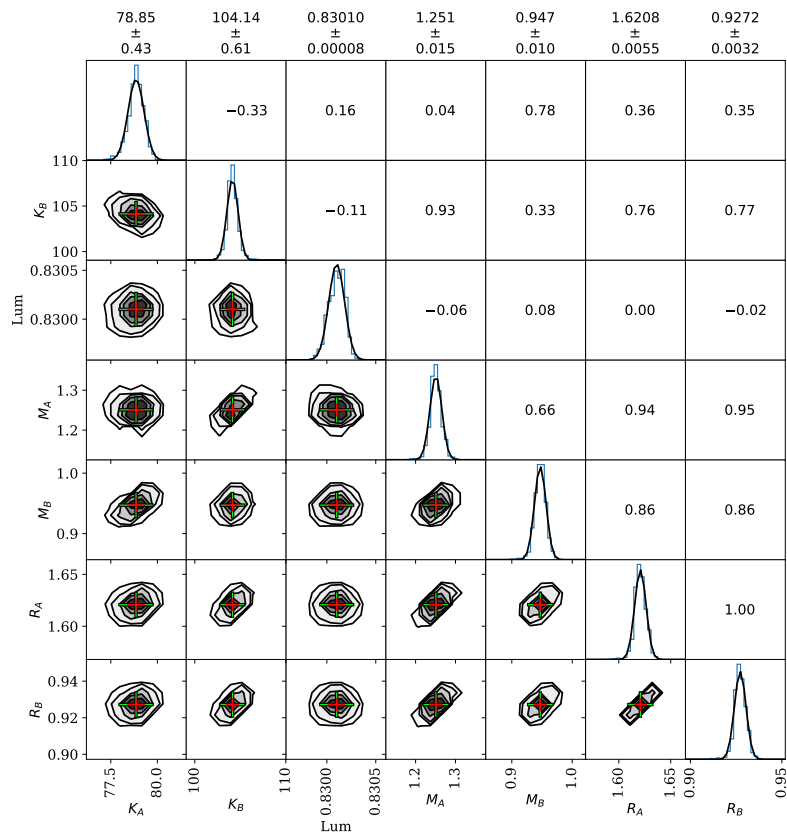 78.85 104.14 0.83010 1.251 0.947 1.6208 0.9272
± ± ± ± ± ± ±
0.43 0.61 0.00008 0.015 0.010 0.0055 0.0032
−0.33 0.16 0.04 0.78 0.36 0.35
110
K_B 105 −0.11 0.93 0.33 0.76 0.77
100
0.8305
Lum 0.8300 −0.06 0.08 0.00 −0.02
1.3
M_A 1.2 0.66 0.94 0.95
1.0
M_B 0.9 0.86 0.86
1.65
R_A 1.60 1.00
0.94
R_B 0.92
0.90
77.5 80.0 100 110 0.8300 0.8305 1.2 1.3 0.9 1.0 1.60 1.65 0.90 0.95
K_A K_B Lum M_A M_B R_A R_B